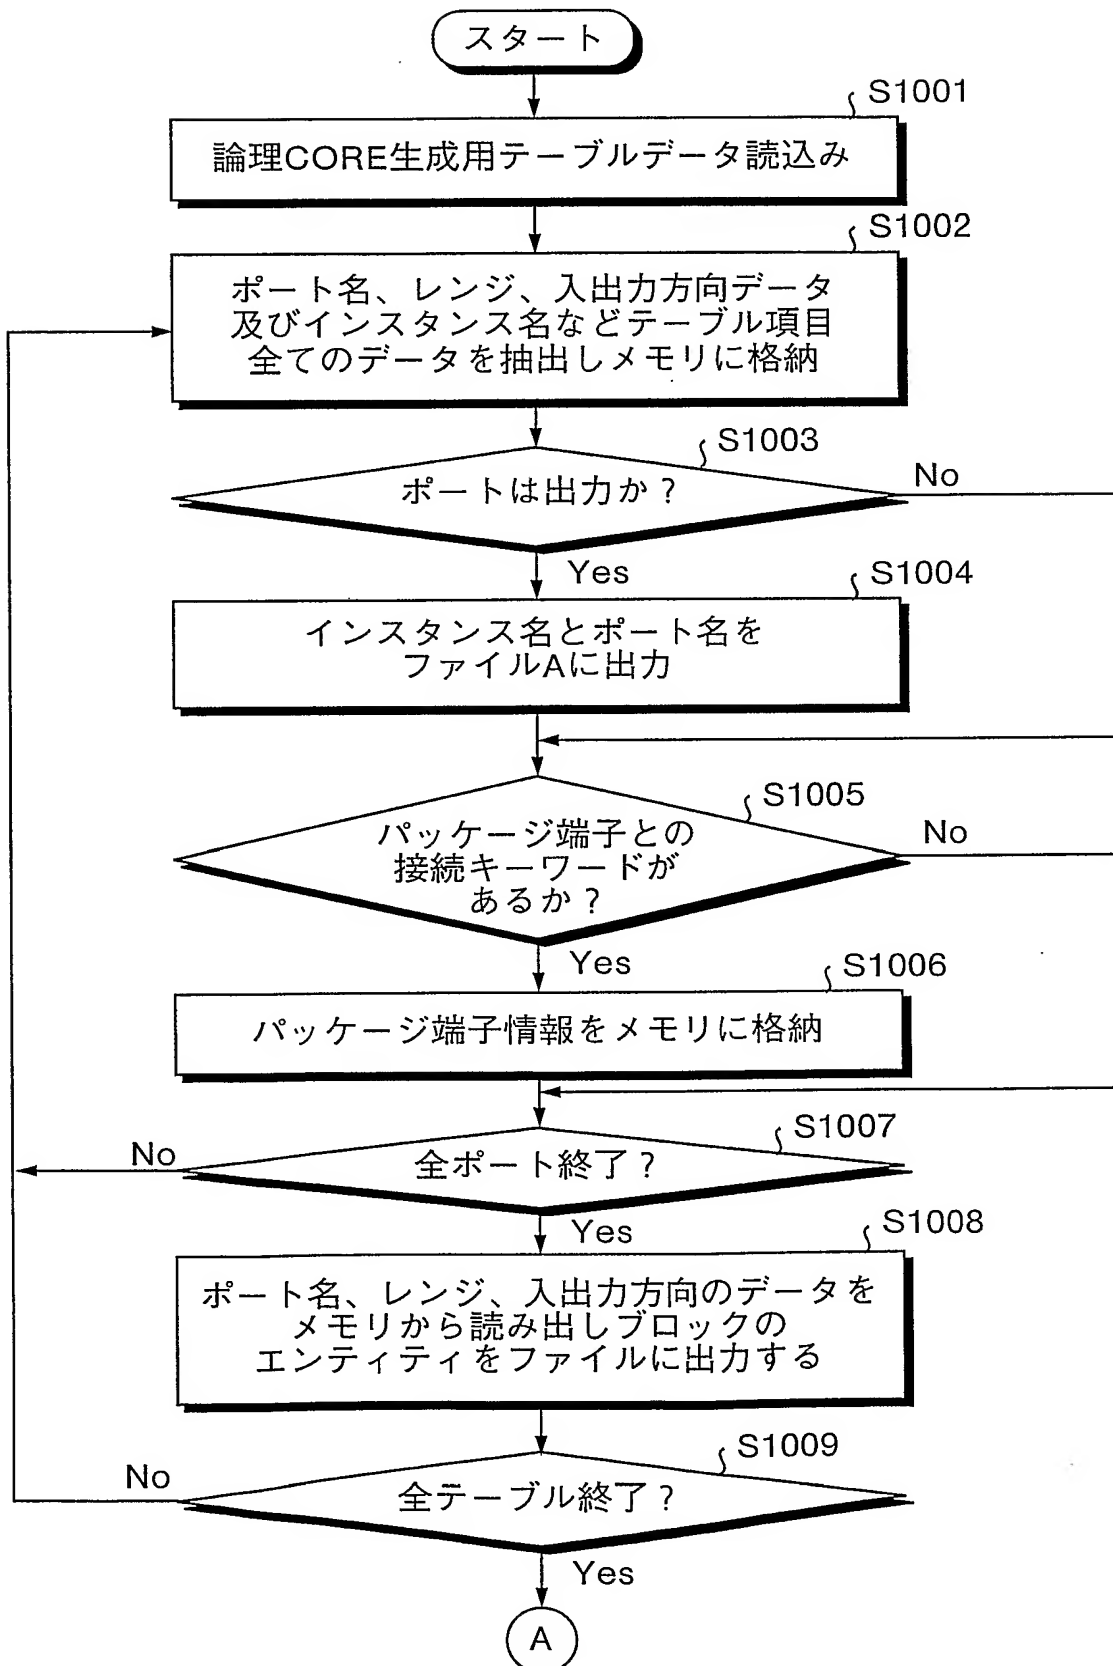 スタート
S1001
論理CORE生成用テーブルデータ読込み
S1002
ポート名、レンジ、入出力方向データ
及びインスタンス名などテーブル項目
全てのデータを抽出しメモリに格納
S1003
ポートは出力か？
No
Yes
S1004
インスタンス名とポート名を
ファイルAに出力
S1005
パッケージ端子との
接続キーワードが
あるか？
No
Yes
S1006
パッケージ端子情報をメモリに格納
S1007
全ポート終了？
No
Yes
S1008
ポート名、レンジ、入出力方向のデータを
メモリから読み出しブロックの
エンティティをファイルに出力する
S1009
全テーブル終了？
No
Yes
A